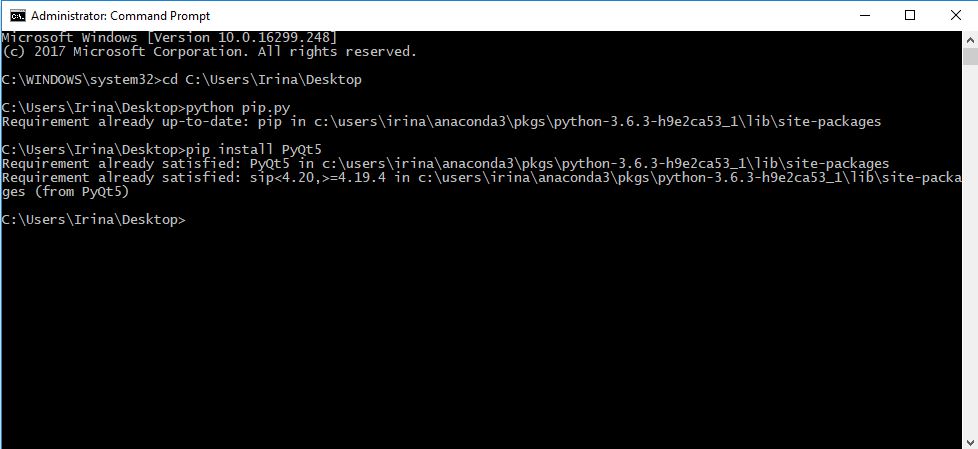 Administrator: Command Prompt
Microsoft Windows [Version 10.0.16299.248]
(c) 2017 Microsoft Corporation. All rights reserved.
C:\WINDOWS\system32>cd C:\Users\Irina\Desktop
C:\Users\Irina\Desktop>python pip.py
Requirement already up-to-date: pip in c:\users\irina\anaconda3\pkgs\python-3.6.3-h9e2ca53_1\lib\site-packages
C:\Users\Irina\Desktop>pip install PyQt5
Requirement already satisfied: PyQt5 in c:\users\irina\anaconda3\pkgs\python-3.6.3-h9e2ca53_1\lib\site-packages
Requirement already satisfied: sip<4.20,>=4.19.4 in c:\users\irina\anaconda3\pkgs\python-3.6.3-h9e2ca53_1\lib\site-packa
ges (from PyQt5)
C:\Users\Irina\Desktop>